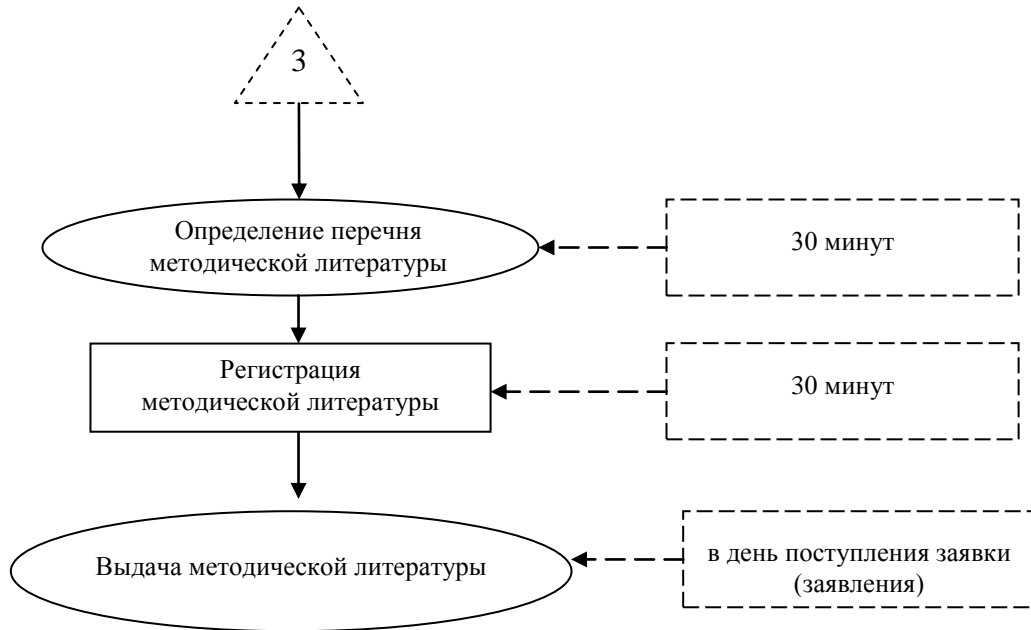 3
Определение перечня
методической литературы
30 минут
Регистрация
методической литературы
30 минут
Выдача методической литературы
в день поступления заявки
(заявления)